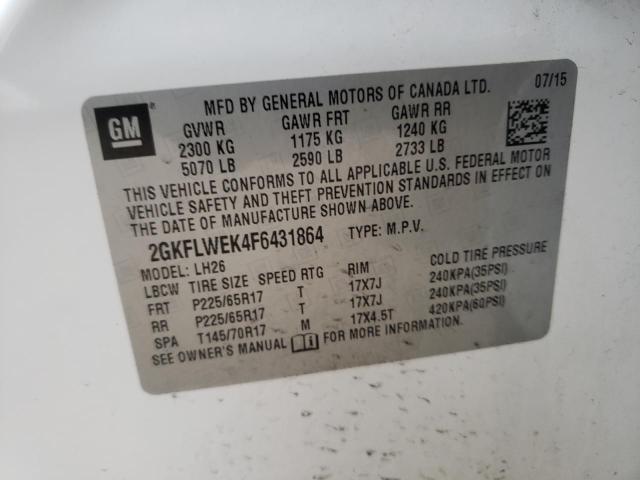 GM
MFD BY GENERAL MOTORS OF CANADA LTD. 07/15
GVWR GAWR FRT GAWR RR
2300 KG 1175 KG 1240 KG
5070 LB 2590 LB 2733 LB
THIS VEHICLE CONFORMS TO ALL APPLICABLE U.S. FEDERAL MOTOR
VEHICLE SAFETY AND THEFT PREVENTION STANDARDS IN EFFECT ON
THE DATE OF MANUFACTURE SHOWN ABOVE.
2GKFLWEK4F6431864 TYPE: M.P.V.
MODEL: LH26
LBCW TIRE SIZE SPEED RTG RIM COLD TIRE PRESSURE
FRT P225/65R17 T 17X7J 240KPA(35PSI)
RR P225/65R17 T 17X7J 240KPA(35PSI)
SPA T145/70R17 M 17X4.5T 420KPA(60PSI)
SEE OWNER'S MANUAL FOR MORE INFORMATION.